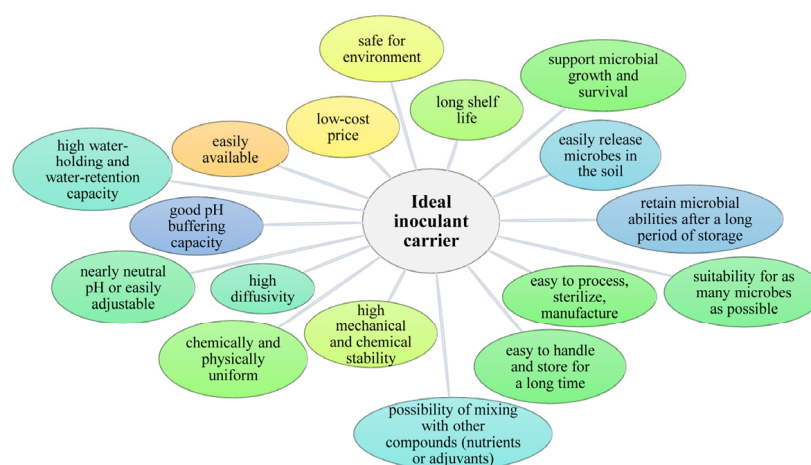 safe for
environment
support microbial
growth and
survival
long shelf
life
low-cost
price
easily
available
easily release
microbes in
the soil
high water-
holding and
water-retention
capacity
Ideal
inoculant
carrier
retain microbial
abilities after a long
period of storage
good pH
buffering
capacity
nearly neutral
pH or easily
adjustable
high
diffusivity
easy to process,
sterilize,
manufacture
suitability for as
many microbes
as possible
high
mechanical
and chemical
stability
chemically and
physically
uniform
easy to handle
and store for
a long time
possibility of mixing
with other
compounds (nutrients
or adjuvants)